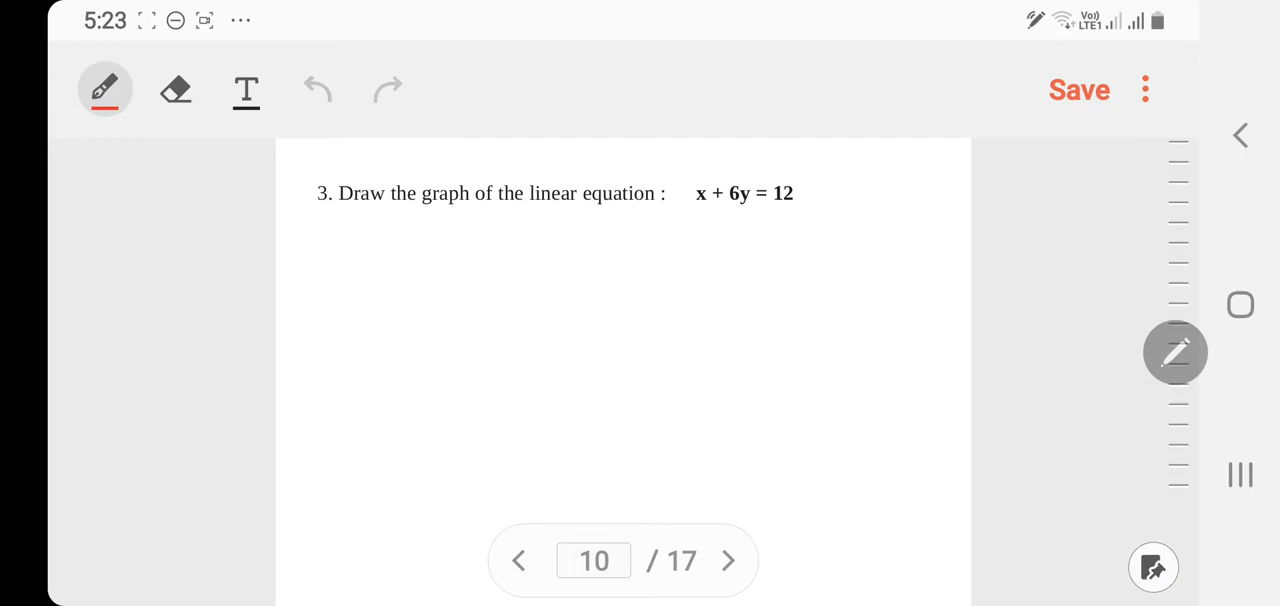 5:23
Vo)) LTE1
T
Save
3. Draw the graph of the linear equation : x + 6y = 12
10 / 17